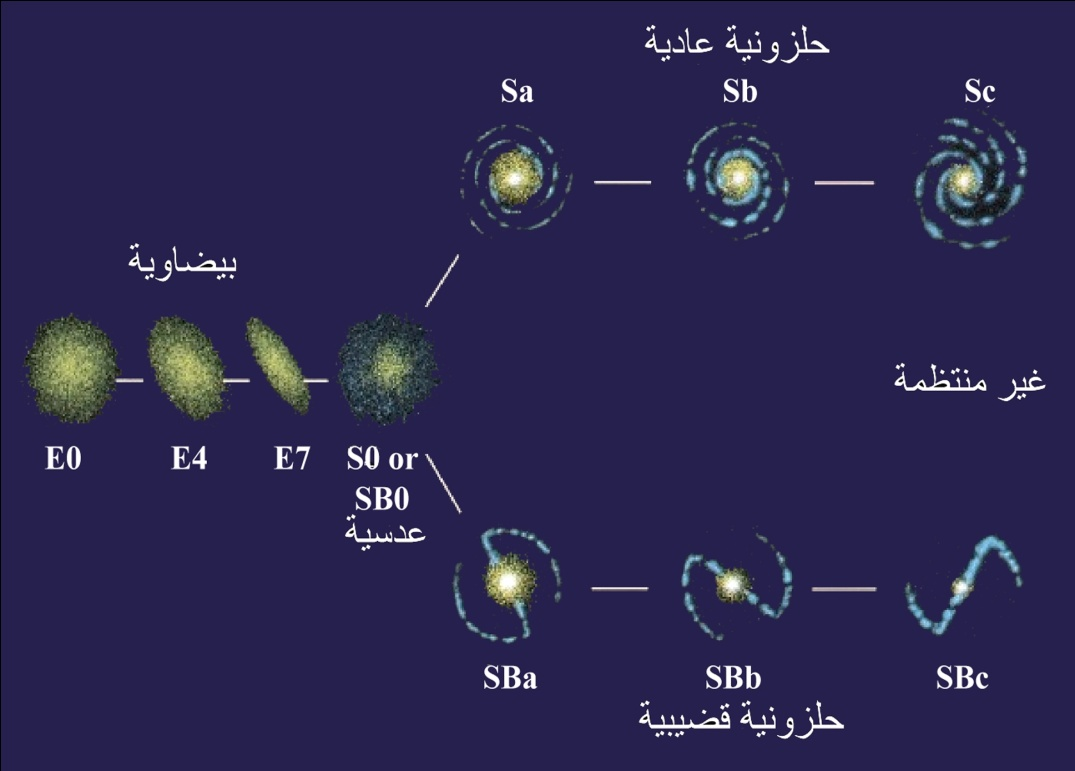 حلزونية عادية
Sa
Sb
Sc
بيضاوية
غير منتظمة
E0
E4
E7
S0 or
SB0
عدسية
SBa
SBb
SBc
حلزونية قضيبية